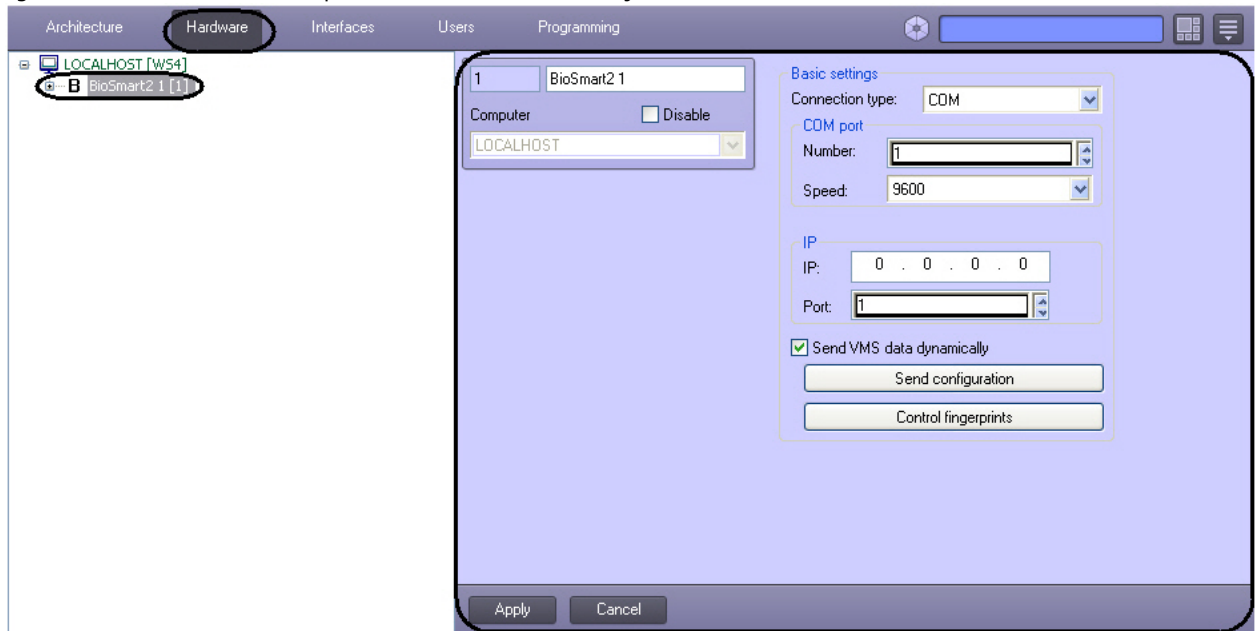 Architecture Hardware Interfaces Users Programming
LOCALHOST [WS4]
B BioSmart2 1 [1]
1 BioSmart2 1
Computer Disable
LOCALHOST
Basic settings
Connection type: COM
COM port
Number: 1
Speed: 9600
IP
IP: 0 . 0 . 0 . 0
Port: 1
Send VMS data dynamically
Send configuration
Control fingerprints
Apply Cancel